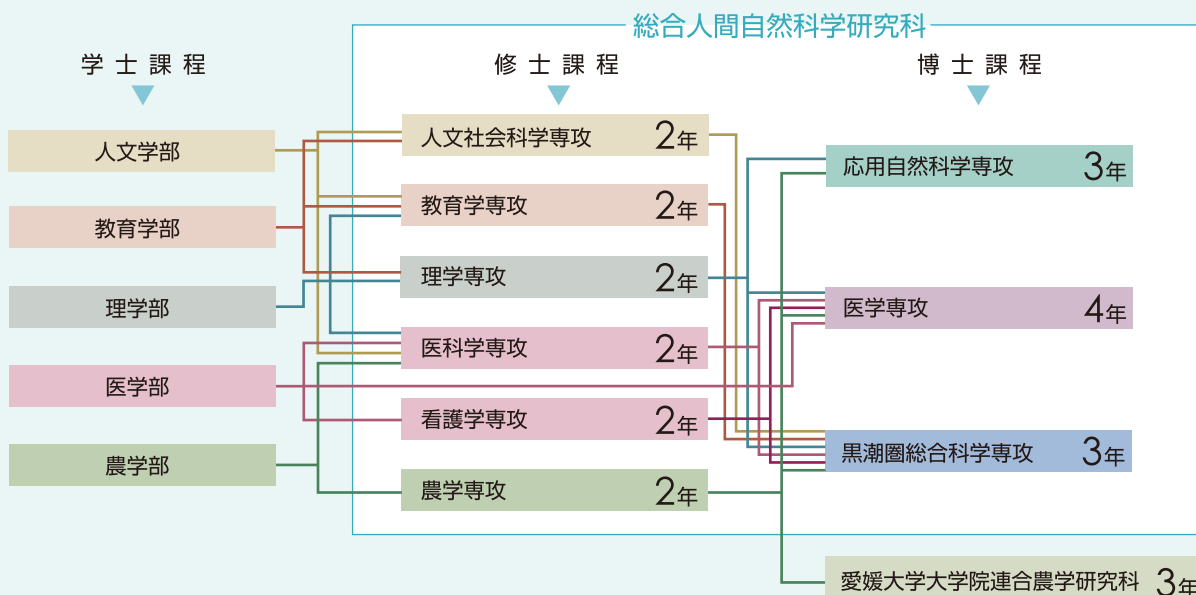 総合人間自然科学研究科
学士課程
修士課程
博士課程
人文学部
教育学部
理学部
医学部
農学部
人文社会科学専攻 2年
教育学専攻 2年
理学専攻 2年
医科学専攻 2年
看護学専攻 2年
農学専攻 2年
応用自然科学専攻 3年
医学専攻 4年
黒潮圏総合科学専攻 3年
愛媛大学大学院連合農学研究科 3年